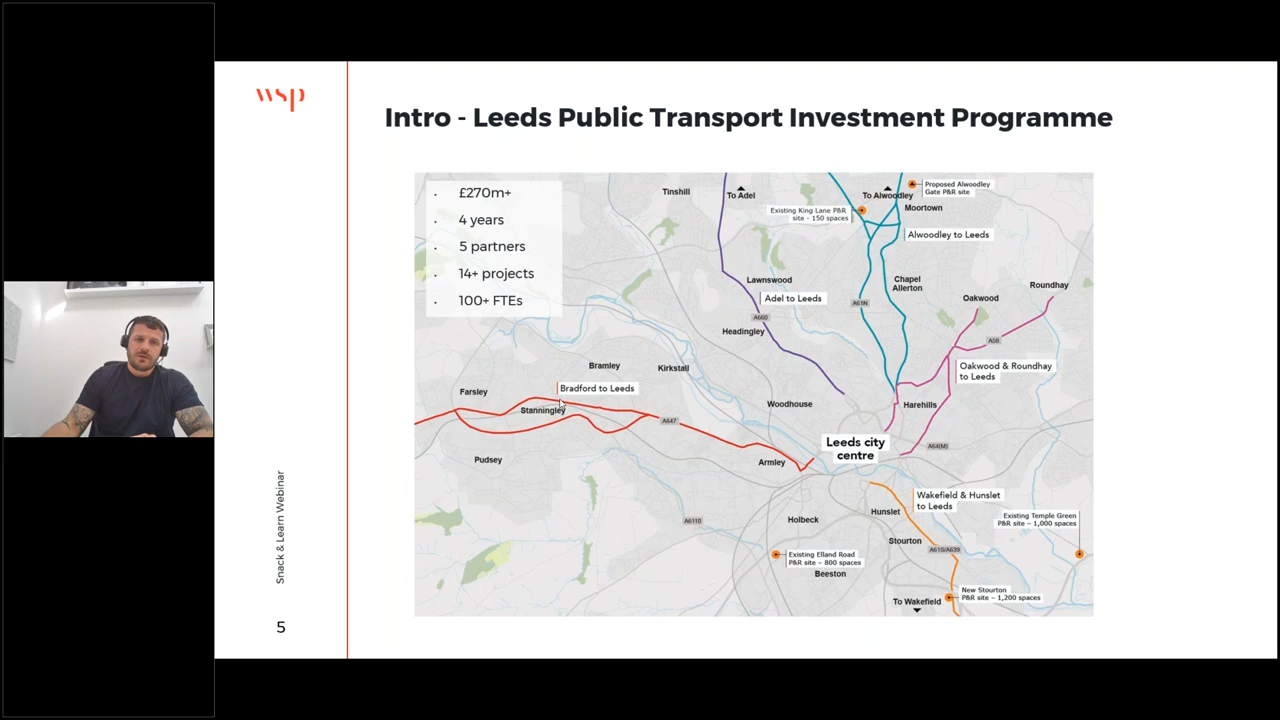 wsp
Intro - Leeds Public Transport Investment Programme
· £270m+
· 4 years
· 5 partners
· 14+ projects
· 100+ FTEs
Tinshill
To Adel
To Alwoodley
Proposed Alwoodley
Gate P&R site
Moortown
Existing King Lane P&R
site - 150 spaces
Alwoodley to Leeds
Lawnswood
Chapel
Allerton
Roundhay
Adel to Leeds
A61N
Oakwood
A660
Headingley
A58
Bramley
Kirkstall
Oakwood & Roundhay
to Leeds
Farsley
Bradford to Leeds
Stanningley
Woodhouse
Harehills
A647
Leeds city
centre
A64(M)
Pudsey
Armley
Wakefield & Hunslet
to Leeds
Hunslet
A6110
Holbeck
Existing Temple Green
P&R site – 1,000 spaces
Stourton
A61S/A639
Existing Elland Road
P&R site – 800 spaces
Beeston
New Stourton
P&R site – 1,200 spaces
To Wakefield
Snack & Learn Webinar
5